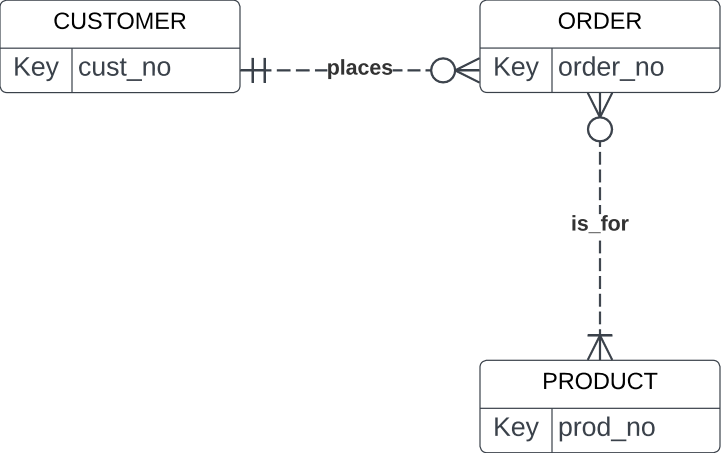 CUSTOMER
Key cust_no
places
ORDER
Key order_no
is_for
PRODUCT
Key prod_no